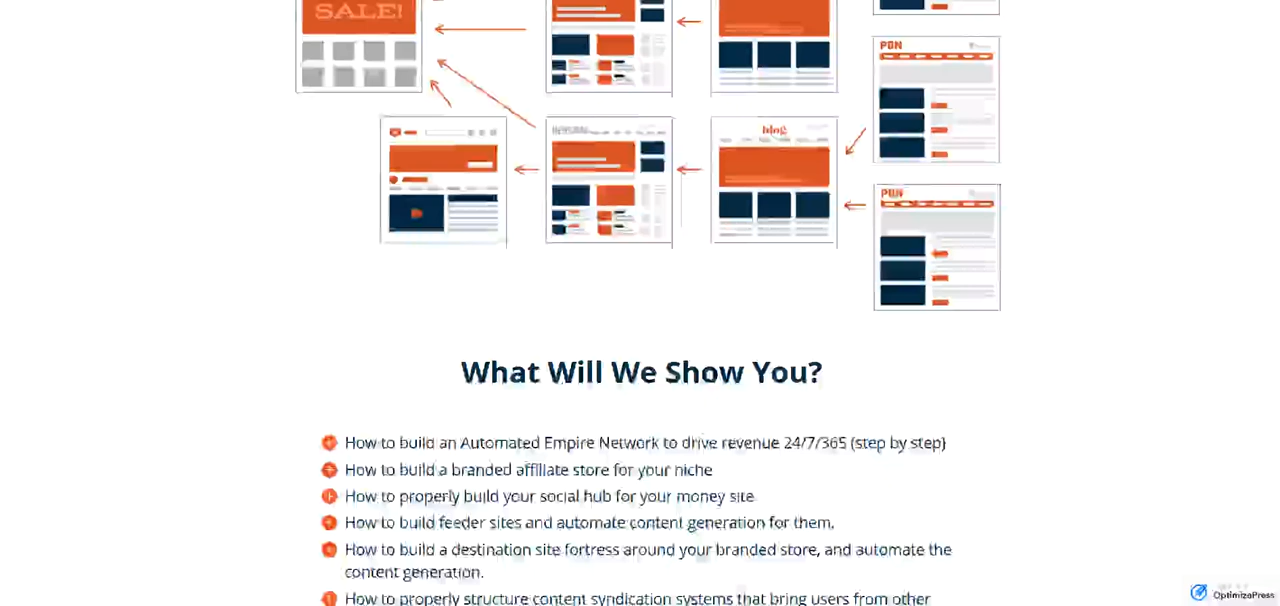 SALE!
PBN
blog
PBN
What Will We Show You?
How to build an Automated Empire Network to drive revenue 24/7/365 (step by step)
How to build a branded affiliate store for your niche
How to properly build your social hub for your money site
How to build feeder sites and automate content generation for them.
How to build a destination site fortress around your branded store, and automate the
content generation.
How to properly structure content syndication systems that bring users from other
OptimizePress